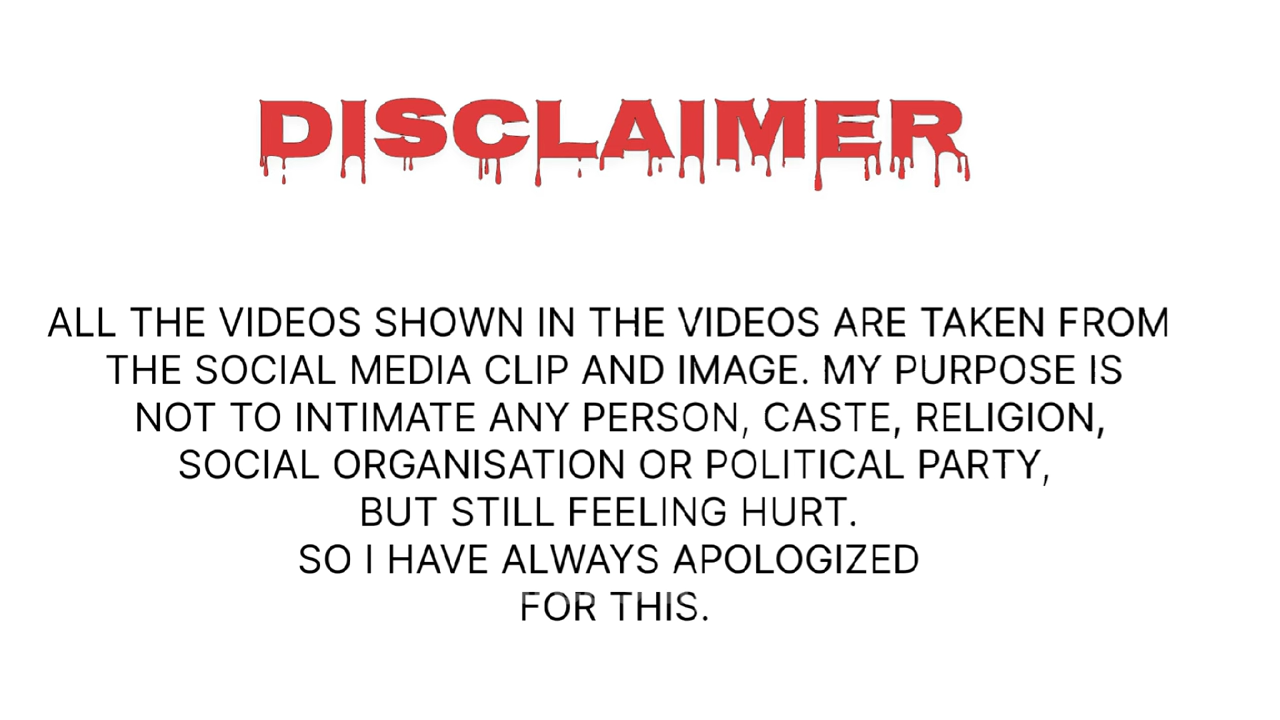 DISCLAIMER
ALL THE VIDEOS SHOWN IN THE VIDEOS ARE TAKEN FROM
THE SOCIAL MEDIA CLIP AND IMAGE. MY PURPOSE IS
NOT TO INTIMATE ANY PERSON, CASTE, RELIGION,
SOCIAL ORGANISATION OR POLITICAL PARTY,
BUT STILL FEELING HURT.
SO I HAVE ALWAYS APOLOGIZED
FOR THIS.